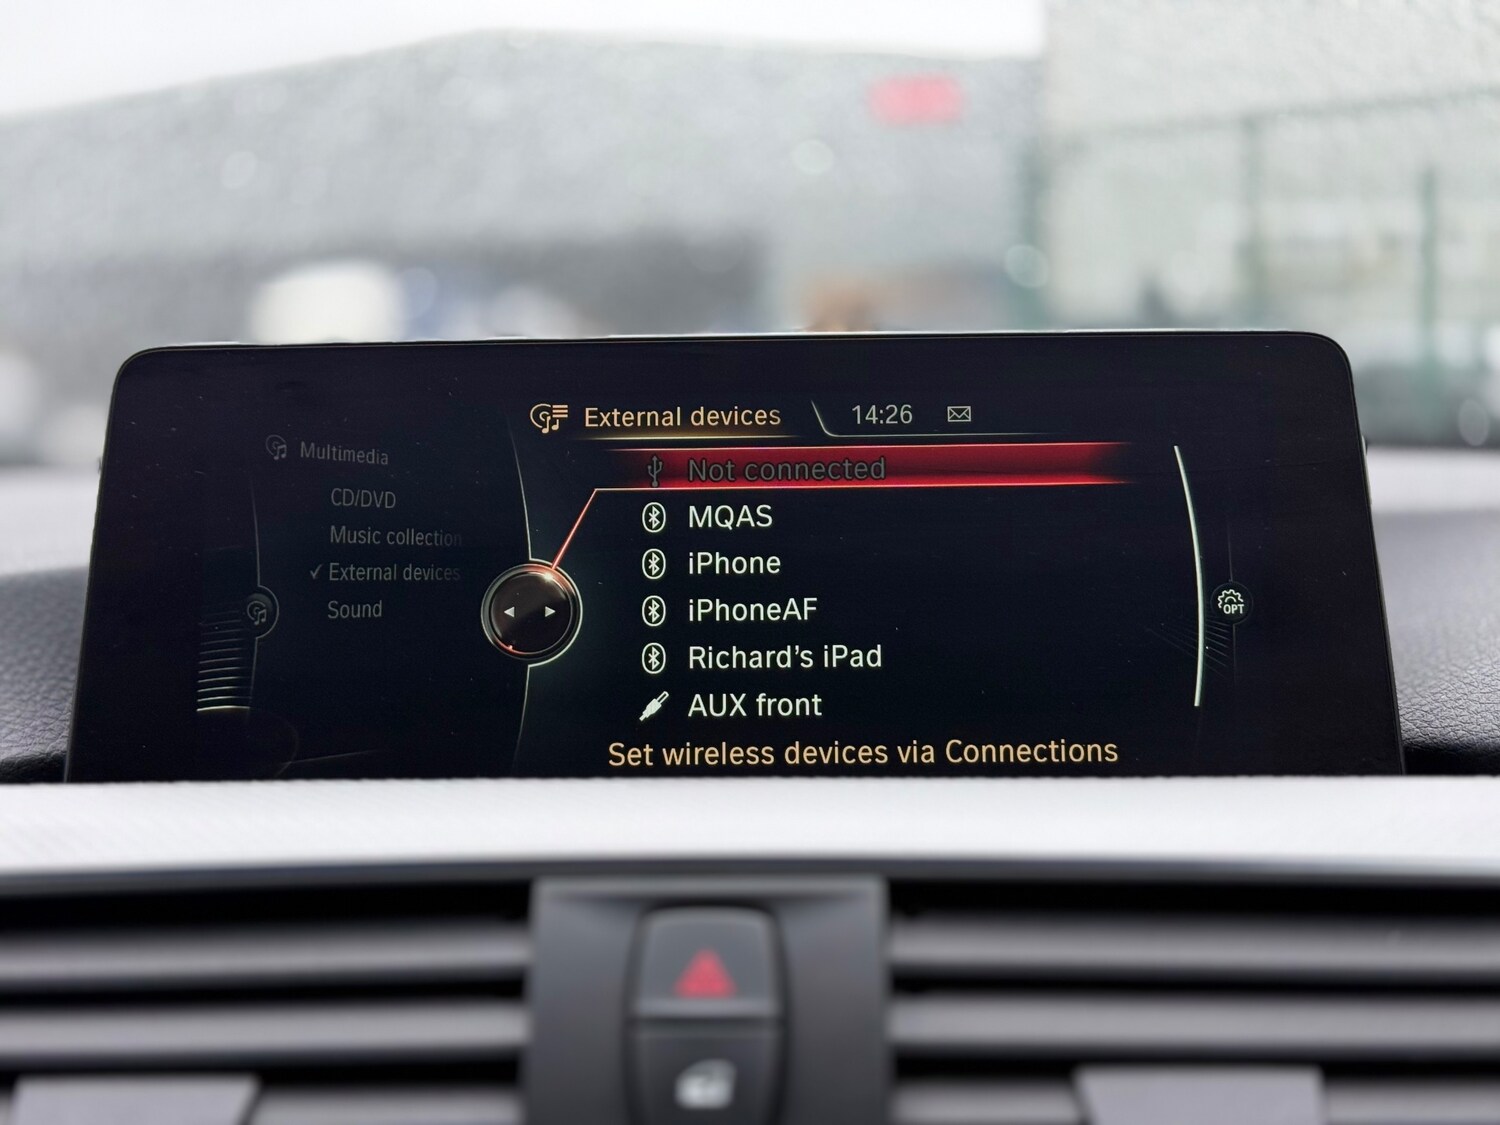 External devices 14:26
Multimedia
CD/DVD
Music collection
✓ External devices
Sound
Not connected
MQAS
iPhone
iPhoneAF
Richard's iPad
AUX front
Set wireless devices via Connections
OPT